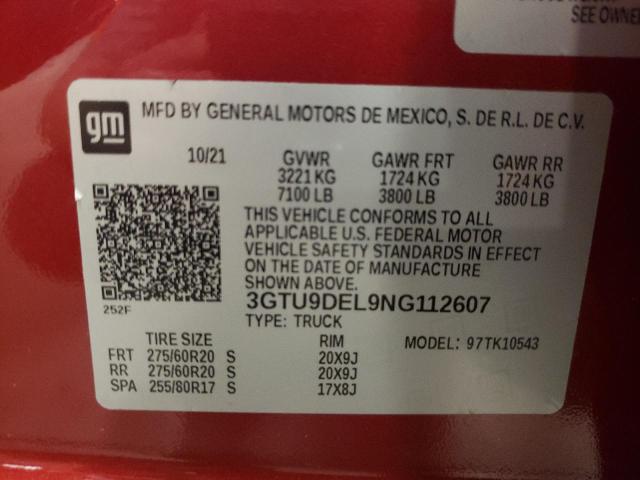 SEE OWNER
gm
MFD BY GENERAL MOTORS DE MEXICO, S. DE R.L. DE C.V.
10/21 GVWR GAWR FRT GAWR RR
3221 KG 1724 KG 1724 KG
7100 LB 3800 LB 3800 LB
THIS VEHICLE CONFORMS TO ALL
APPLICABLE U.S. FEDERAL MOTOR
VEHICLE SAFETY STANDARDS IN EFFECT
ON THE DATE OF MANUFACTURE
SHOWN ABOVE.
3GTU9DEL9NG112607
252F
TYPE: TRUCK
TIRE SIZE RIM MODEL: 97TK10543
FRT 275/60R20 S 20X9J
RR 275/60R20 S 20X9J
SPA 255/80R17 S 17X8J